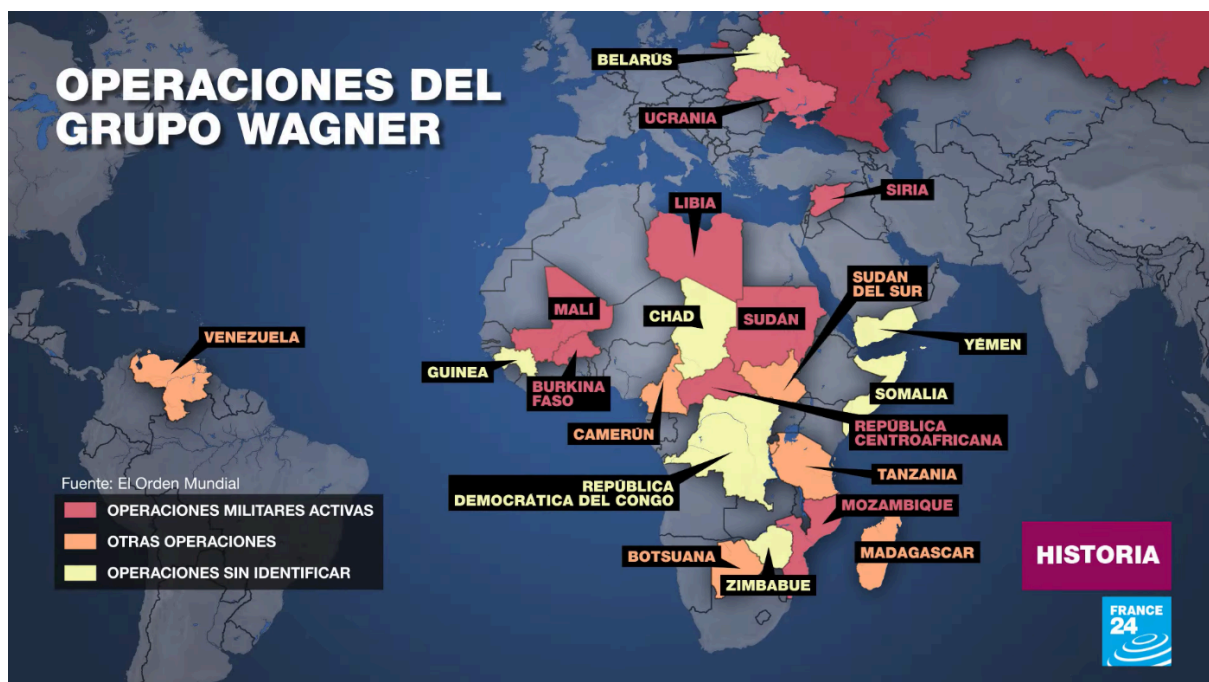 OPERACIONES DEL
GRUPO WAGNER
BELARÚS
UCRANIA
SIRIA
LIBIA
SUDÁN
DEL SUR
MALI
CHAD
SUDÁN
VENEZUELA
YÉMEN
GUINEA
BURKINA
FASO
SOMALIA
CAMERÚN
REPÚBLICA
CENTROAFRICANA
TANZANIA
REPÚBLICA
DEMOCRÁTICA DEL CONGO
MOZAMBIQUE
BOTSUANA
MADAGASCAR
ZIMBABUE
Fuente: El Orden Mundial
OPERACIONES MILITARES ACTIVAS
OTRAS OPERACIONES
OPERACIONES SIN IDENTIFICAR
HISTORIA
FRANCE
24